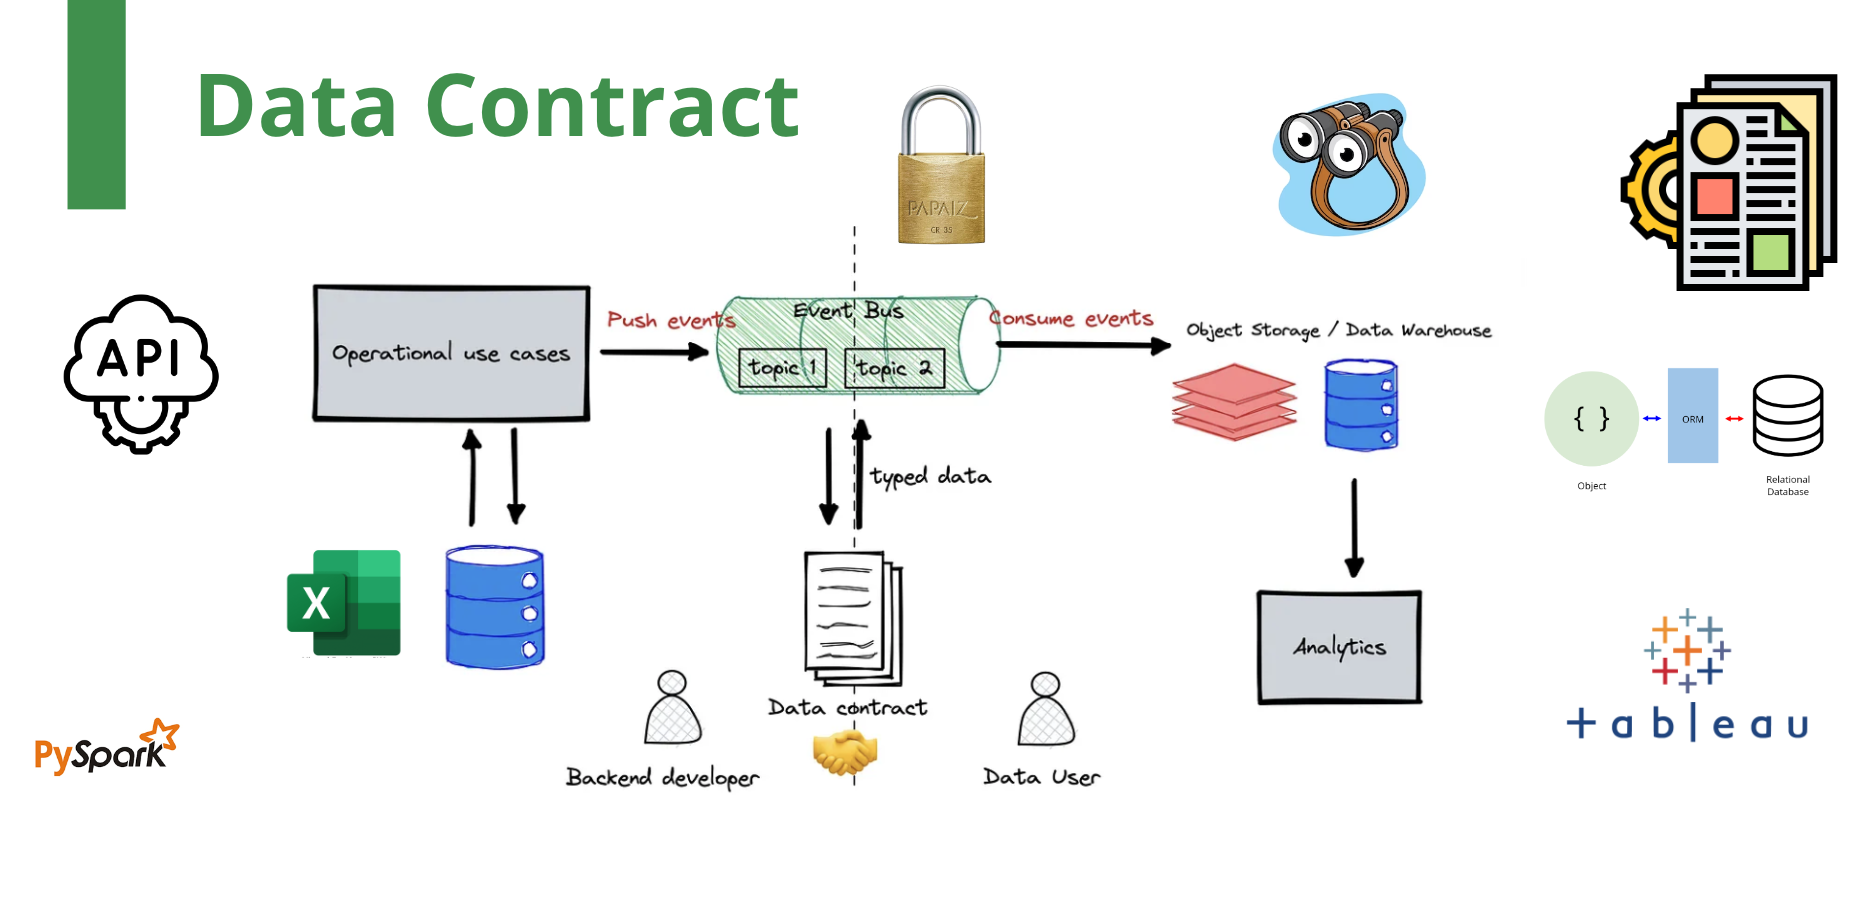 Data Contract
PAPAIZ
CR 35
API
Operational use cases
Push events
Event Bus
topic 1
topic 2
Consume events
Object Storage / Data Warehouse
{ }
ORM
Object
Relational
Database
typed data
X
Analytics
Data contract
Backend developer
Data User
PySpark
+ableau